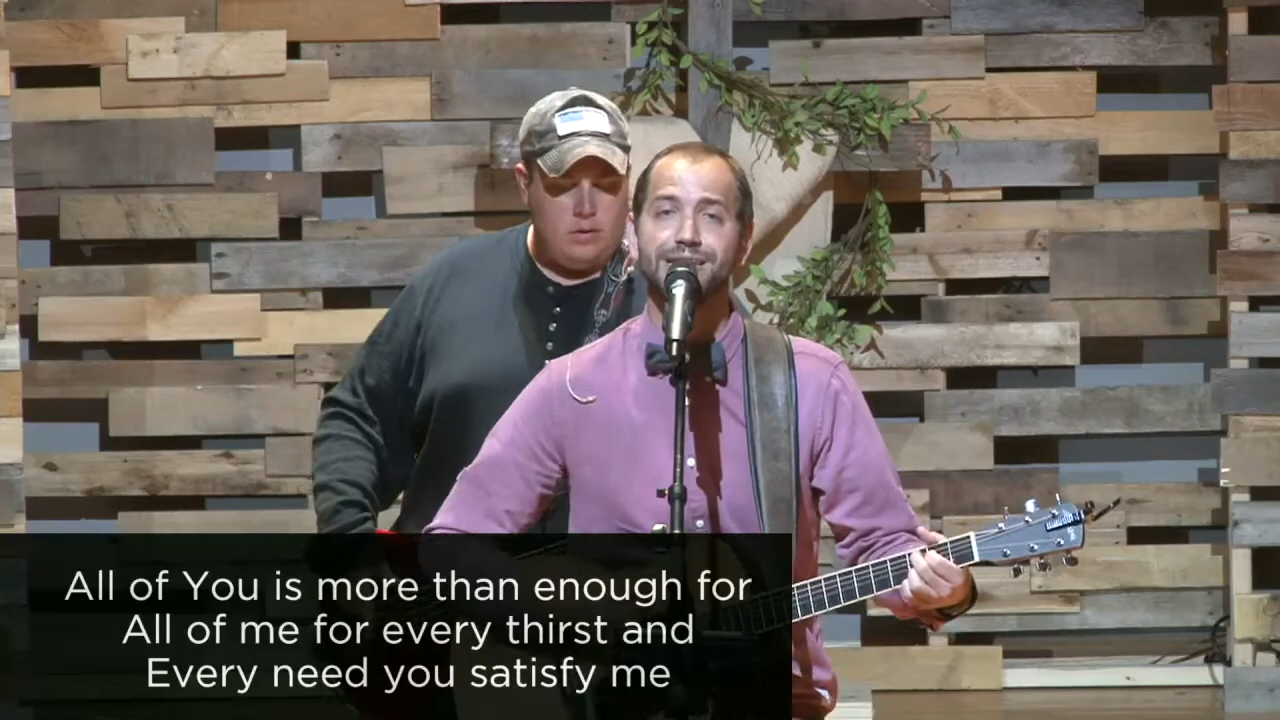 All of You is more than enough for
All of me for every thirst and
Every need you satisfy me